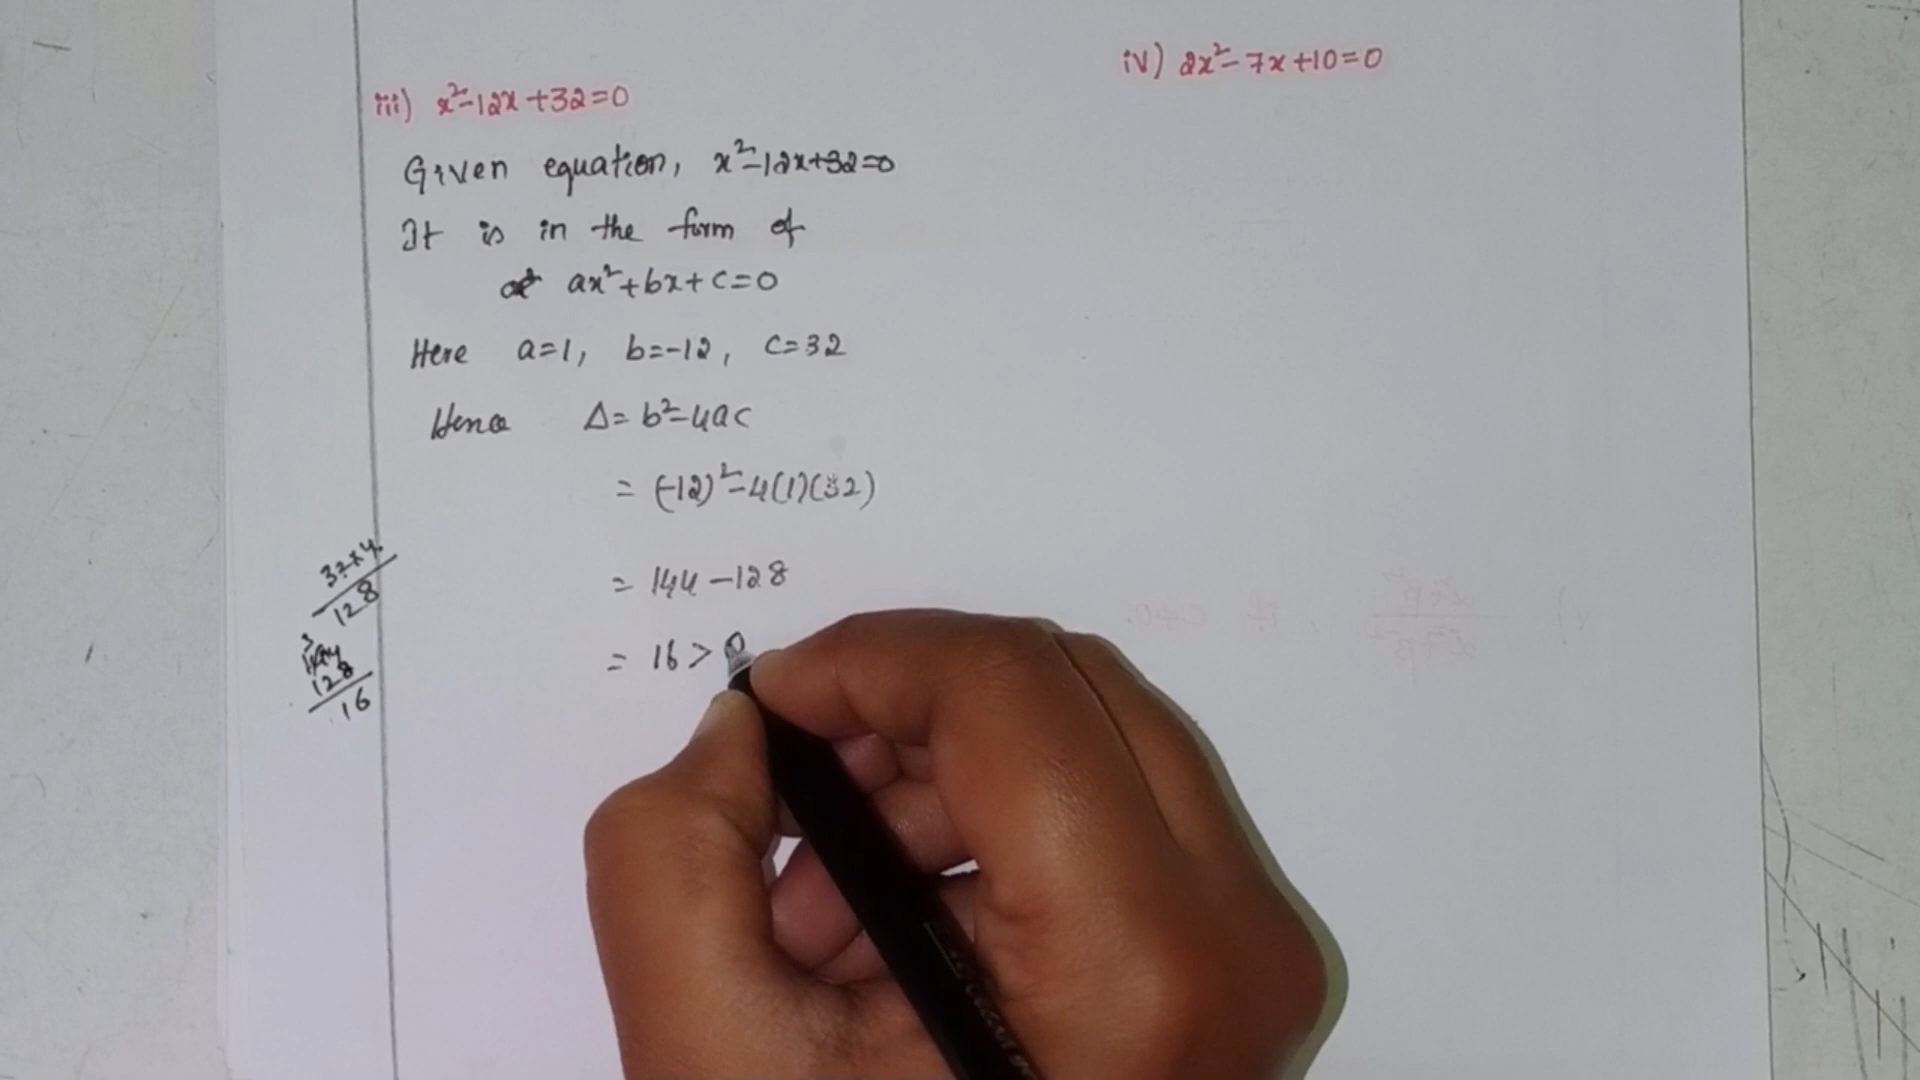 iii) x²-12x+32=0
Given equation, x²-12x+32=0
It is in the form of
ax²+bx+c=0
Here a=1, b=-12, c=32
Hence Δ= b²-4ac
= (-12)²-4(1)(32)
= 144-128
= 16>0
32×4
128
128
16
iv) 2x²-7x+10=0